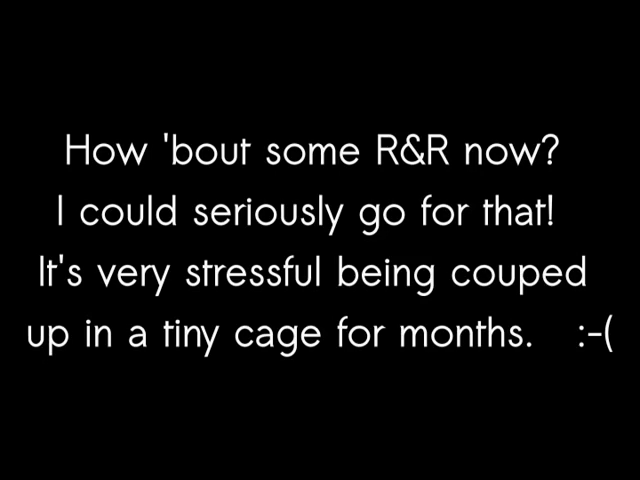 How 'bout some R&R now?
I could seriously go for that!
It's very stressful being couped
up in a tiny cage for months. :-(